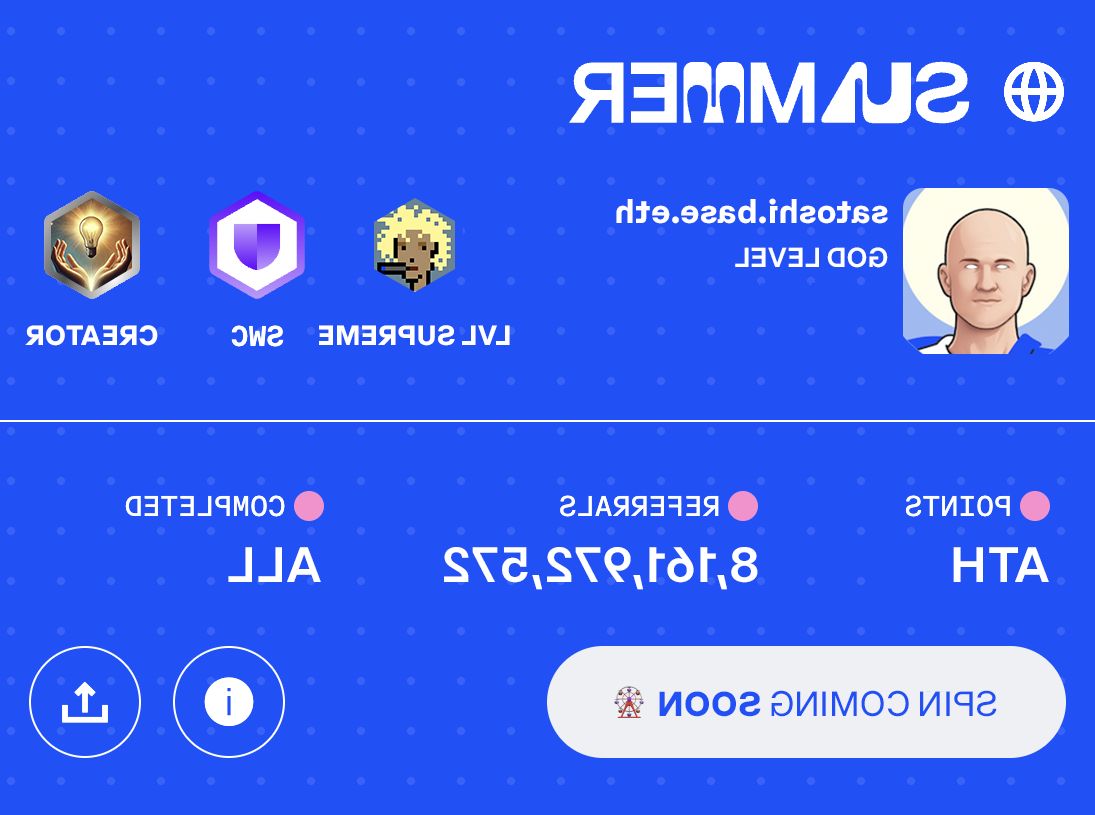 SUMMER
satoshi.base.eth
GOD LEVEL
LVL SUPREME
SWC
CREATOR
POINTS
ATH
REFERRALS
8,161,972,572
COMPLETED
ALL
SPIN COMING SOON
i